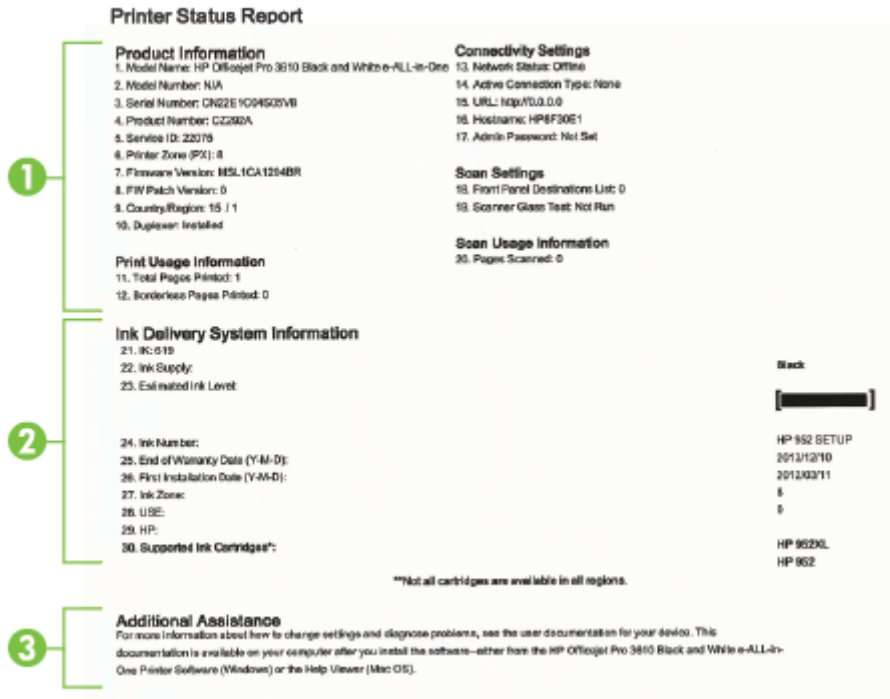 Printer Status Report
1
Product Information
1. Model Name: HP Officejet Pro 3610 Black and White e-ALL-in-One
2. Model Number: N/A
3. Serial Number:
4. Product Number: CZ292A
5. Service ID: 22076
6. Printer Zone (PX): 8
7. Firmware Version: MSL1CA1204BR
8. FW Patch Version: 0
9. Country/Region: 15 / 1
10. Duplexer: Installed
Print Usage Information
11. Total Pages Printed: 1
12. Borderless Pages Printed: 0
Connectivity Settings
13. Network Status: Offline
14. Active Connection Type: None
15. URL: http://0.0.0.0
16. Hostname: HP6F30E1
17. Admin Password: Not Set
Scan Settings
18. Front Panel Destinations List: 0
19. Scanner Glass Test: Not Run
Scan Usage Information
20. Pages Scanned: 0
2
Ink Delivery System Information
21. IK: 619
22. Ink Supply: Black
23. Estimated Ink Level:
24. Ink Number: HP 952 SETUP
25. End of Warranty Date (Y-M-D): 2013/12/10
26. First Installation Date (Y-M-D): 2012/03/11
27. Ink Zone:
28. USE:
29. HP:
30. Supported Ink Cartridges*: HP 952XL
HP 952
**Not all cartridges are available in all regions.
3
Additional Assistance
For more information about how to change settings and diagnose problems, see the user documentation for your device. This
documentation is available on your computer after you install the software--either from the HP Officejet Pro 3610 Black and White e-ALL-in-
One Printer Software (Windows) or the Help Viewer (Mac OS).